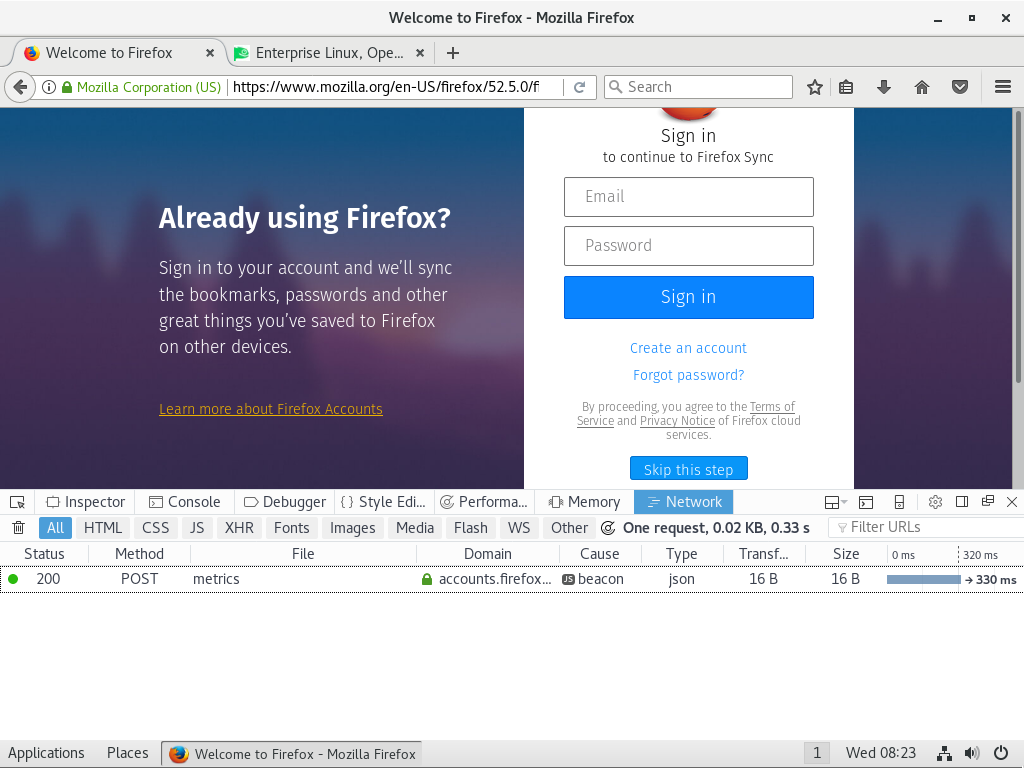 Welcome to Firefox - Mozilla Firefox
Welcome to Firefox
Enterprise Linux, Ope...
Mozilla Corporation (US)
https://www.mozilla.org/en-US/firefox/52.5.0/fi
Search
Sign in
to continue to Firefox Sync
Email
Password
Sign in
Create an account
Forgot password?
By proceeding, you agree to the Terms of
Service and Privacy Notice of Firefox cloud
services.
Skip this step
Already using Firefox?
Sign in to your account and we’ll sync
the bookmarks, passwords and other
great things you’ve saved to Firefox
on other devices.
Learn more about Firefox Accounts
Inspector Console Debugger Style Edi... Performa... Memory Network
All HTML CSS JS XHR Fonts Images Media Flash WS Other One request, 0.02 KB, 0.33 s Filter URLs
Status Method File Domain Cause Type Transf... Size 0 ms 320 ms
200 POST metrics accounts.firefox... JS beacon json 16 B 16 B → 330 ms
Applications Places Welcome to Firefox - Mozilla Firefox 1 Wed 08:23